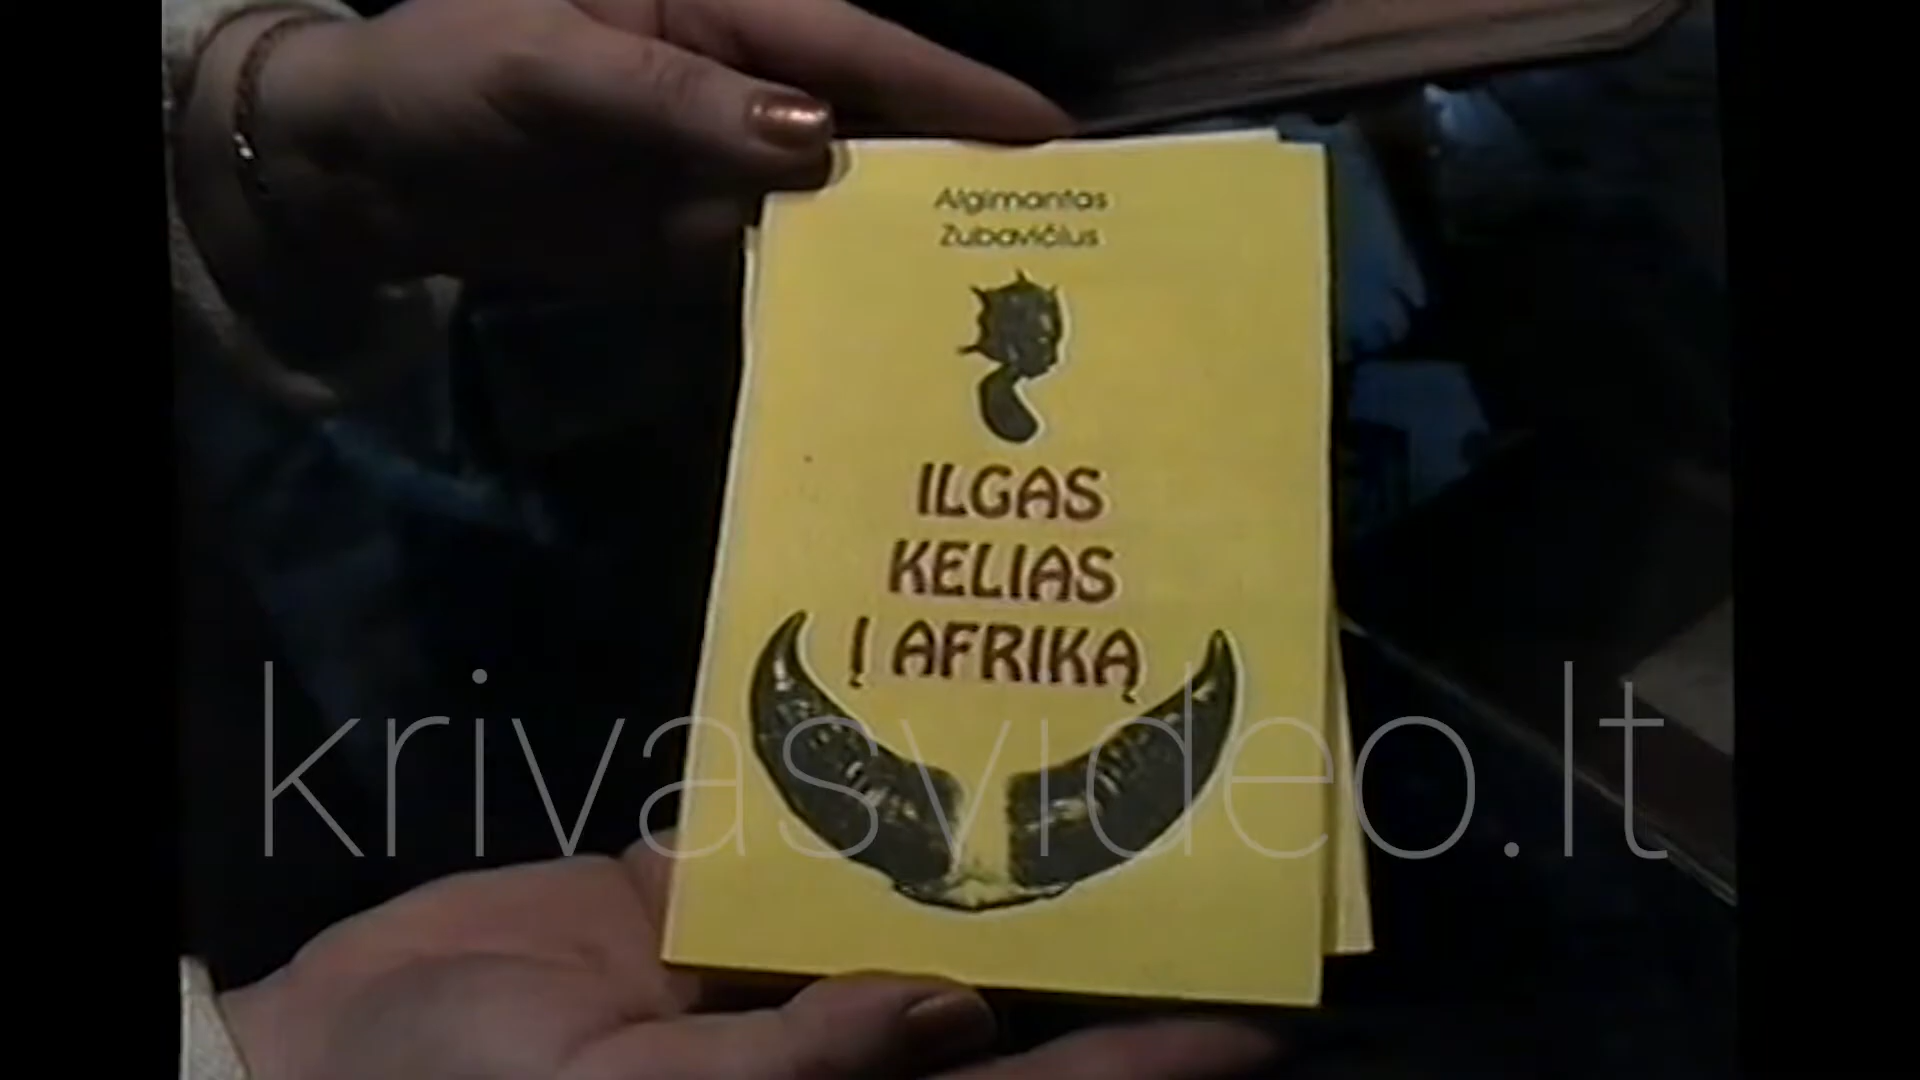 Algimantas
Zubavičius
ILGAS
KELIAS
Į AFRIKĄ
krivasvideo.lt